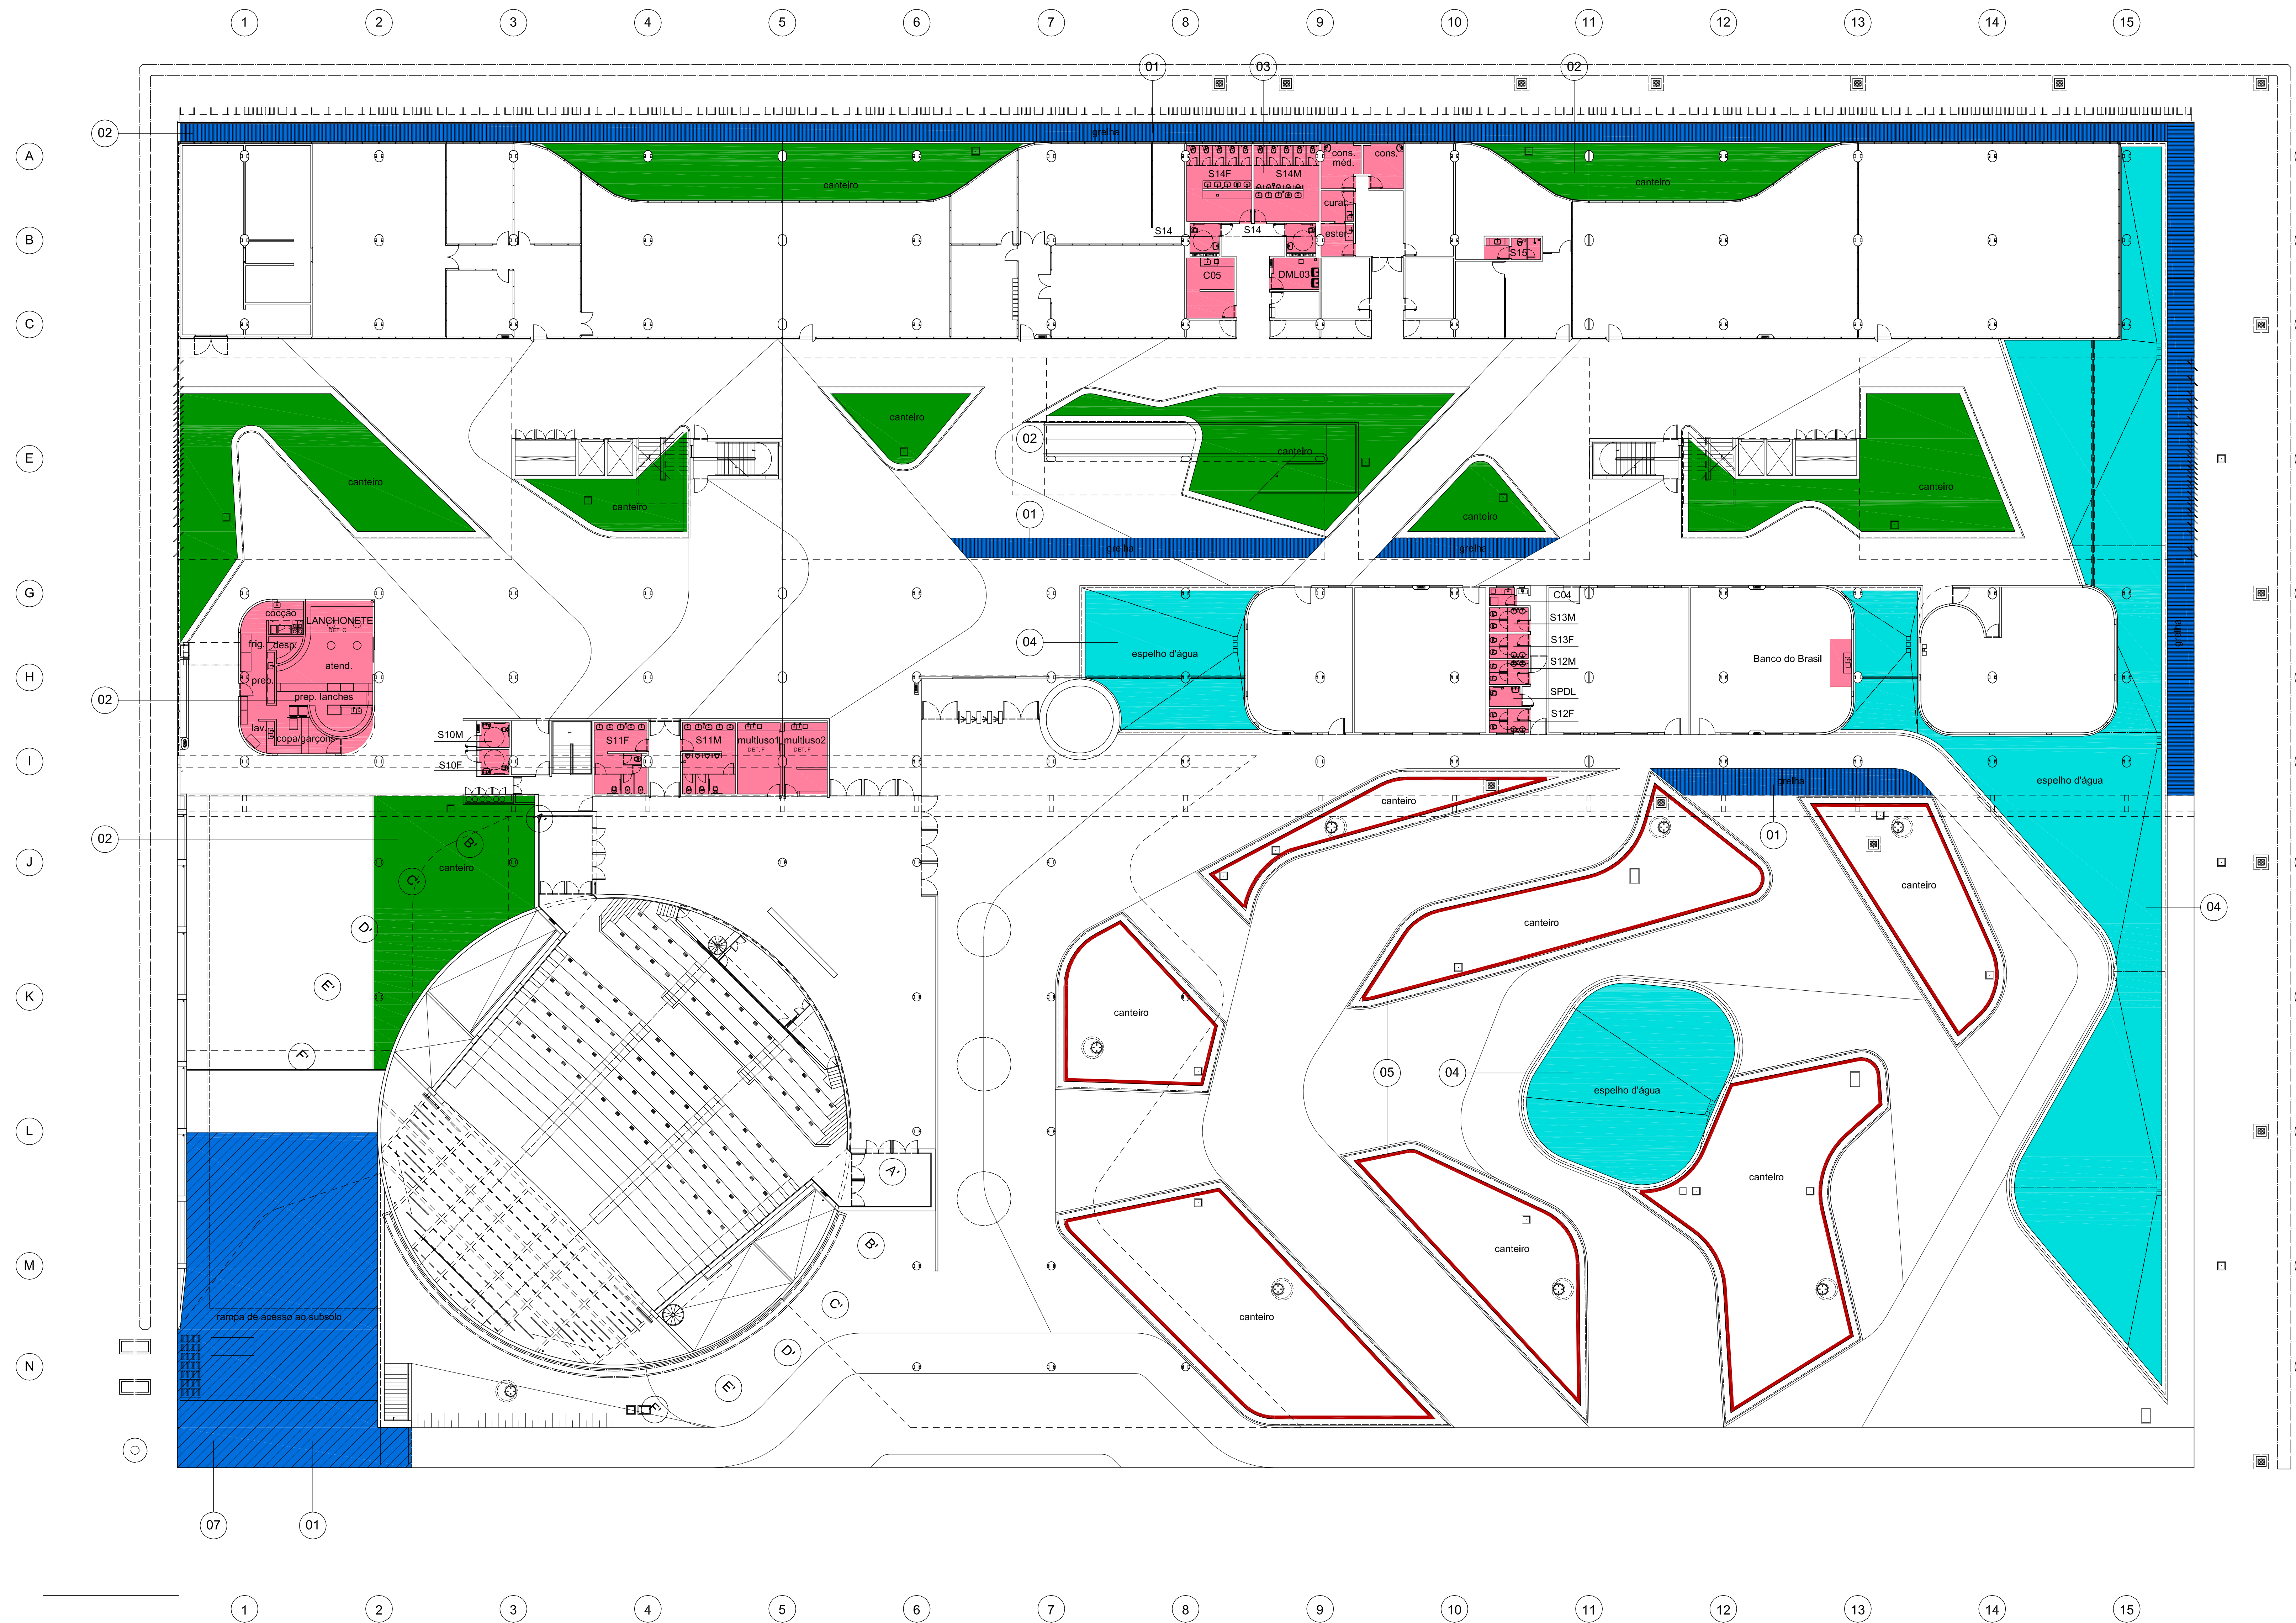 1 2 3 4 5 6 7 8 9 10 11 12 13 14 15
01 03 02
02 grelha
A
cons. méd. cons.
S14F S14M
canteiro canteiro
curat.
B
S14 S14 ester.
S15
C05 DML03
C
canteiro
02
canteiro
E
canteiro
canteiro
canteiro
01 canteiro
grelha grelha
G
cocção
LANCHONETE
DET. C
C04
S13M
04
frig. desp.
S13F
espelho d'água
atend.
S12M
Banco do Brasil
grelha
H
prep.
02
prep. lanches
SPDL
lav.
copa/garçons
S12F
S10M
S11F S11M multiuso1 multiuso2
DET. F DET. F
I
S10F
espelho d'água
grelha
canteiro
A'
02 B'
01
J
canteiro
C'
canteiro
04
D'
canteiro
E'
K
canteiro
F'
05 04
espelho d'água
L
A'
canteiro
B'
canteiro
M
C'
rampa de acesso ao subsolo
canteiro
D'
N
E'
F'
07 01
1 2 3 4 5 6 7 8 9 10 11 12 13 14 15